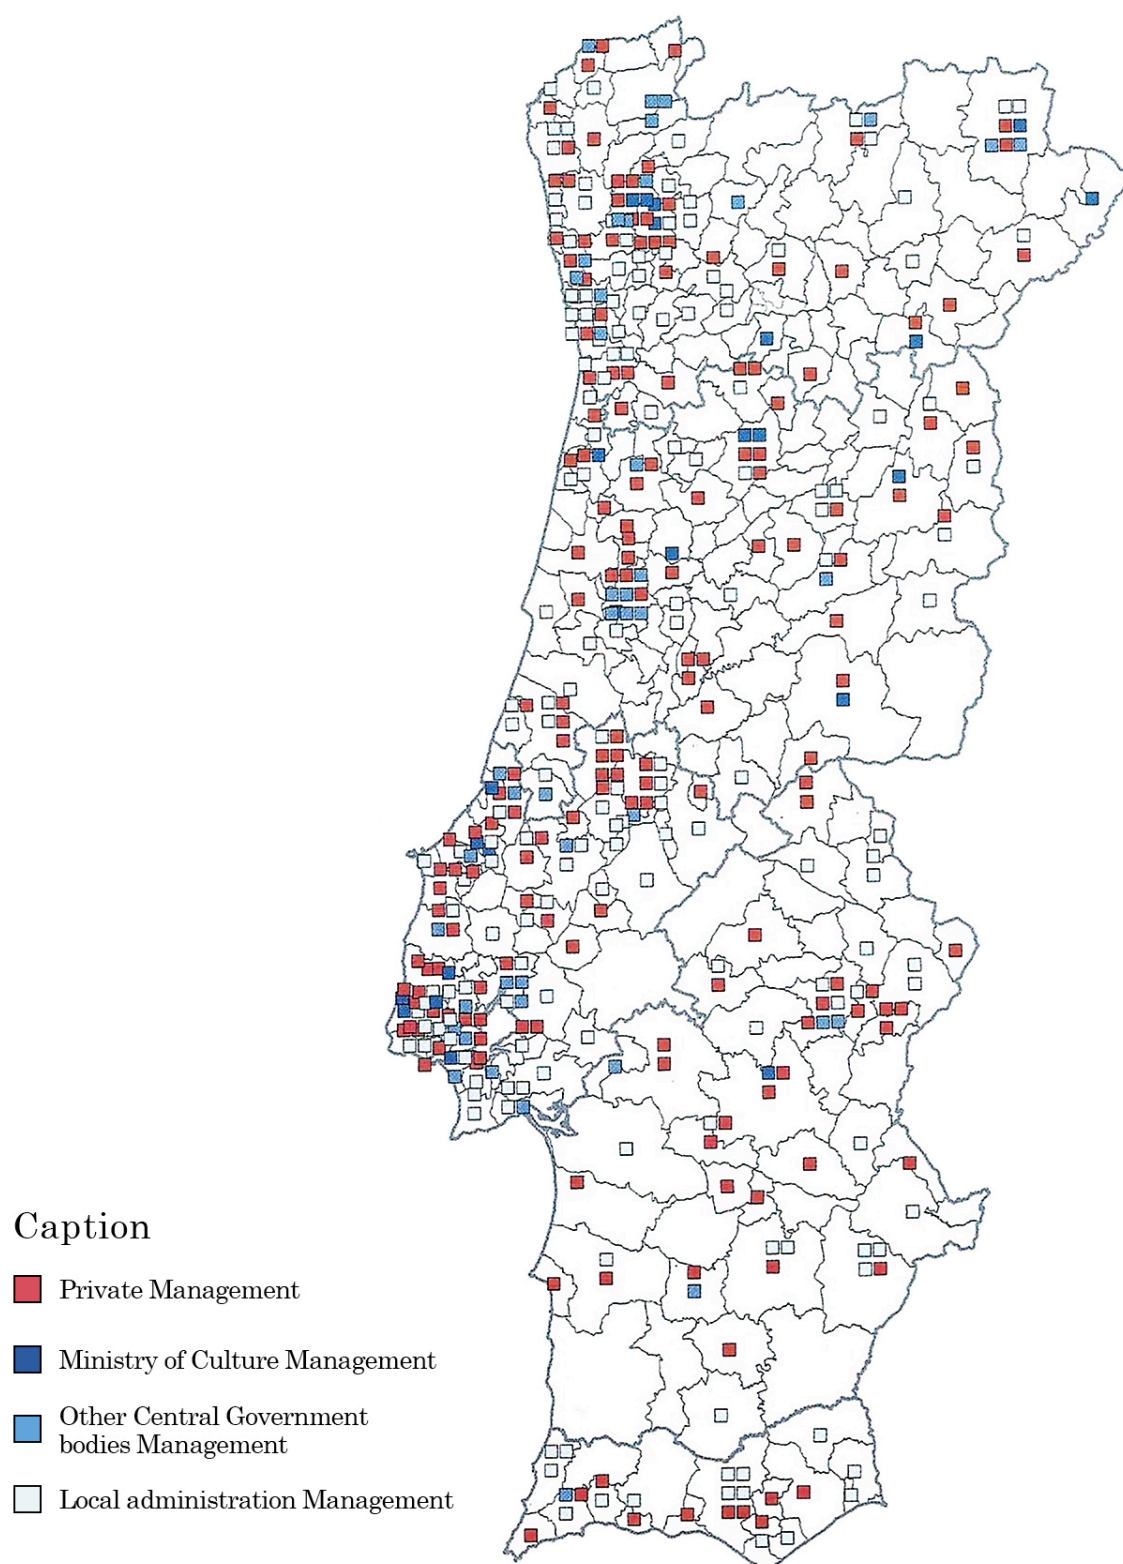 Caption
Private Management
Ministry of Culture Management
Other Central Government
bodies Management
Local administration Management